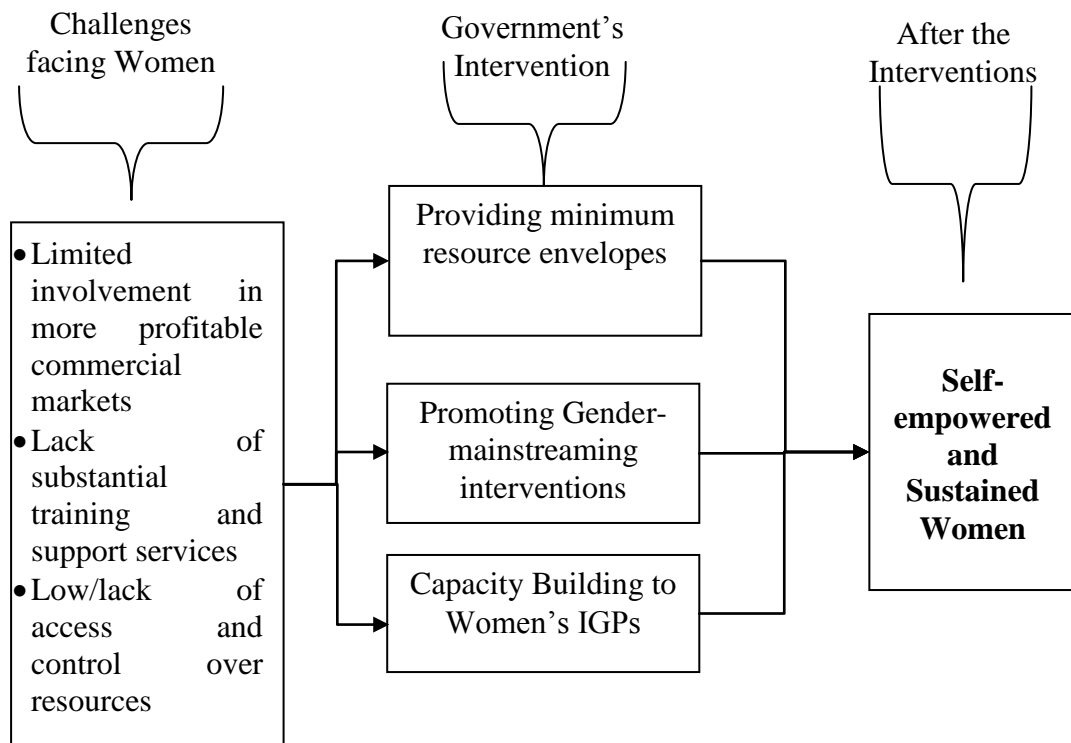 Challenges
facing Women
Government’s
Intervention
After the
Interventions
•Limited
involvement in
more profitable
commercial
markets
•Lack of
substantial
training and
support services
•Low/lack of
access and
control over
resources
Providing minimum
resource envelopes
Promoting Gender-
mainstreaming
interventions
Capacity Building to
Women’s IGPs
Self-
empowered
and
Sustained
Women